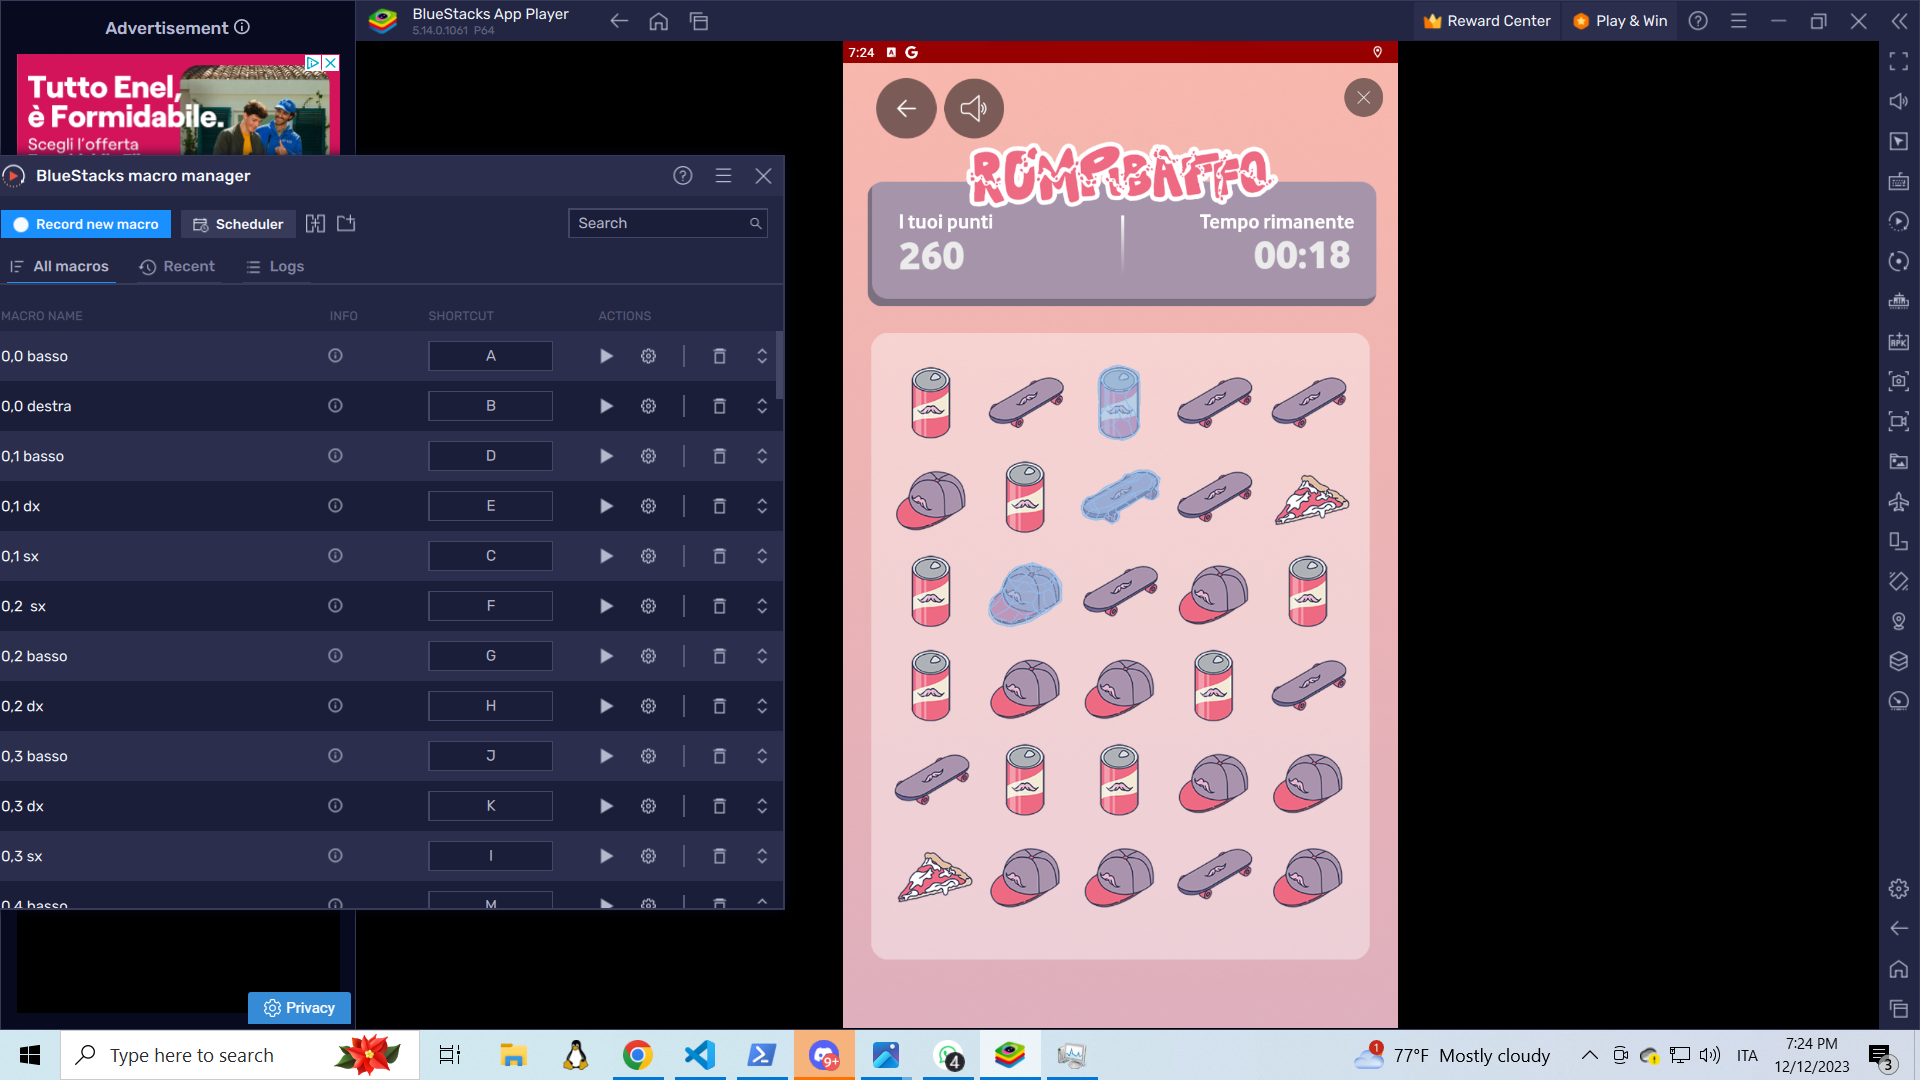 Advertisement
BlueStacks App Player
5.14.0.1061 P64
Reward Center
Play & Win
Tutto Enel,
è Formidabile.
Scegli l'offerta
7:24
ROMPIBAFFO
I tuoi punti
260
Tempo rimanente
00:18
BlueStacks macro manager
Record new macro
Scheduler
Search
All macros
Recent
Logs
MACRO NAME INFO SHORTCUT ACTIONS
0,0 basso A
0,0 destra B
0,1 basso D
0,1 dx E
0,1 sx C
0,2 sx F
0,2 basso G
0,2 dx H
0,3 basso J
0,3 dx K
0,3 sx I
0,4 basso M
Privacy
Type here to search
9+
4
1
77°F Mostly cloudy
ITA
7:24 PM
12/12/2023
3